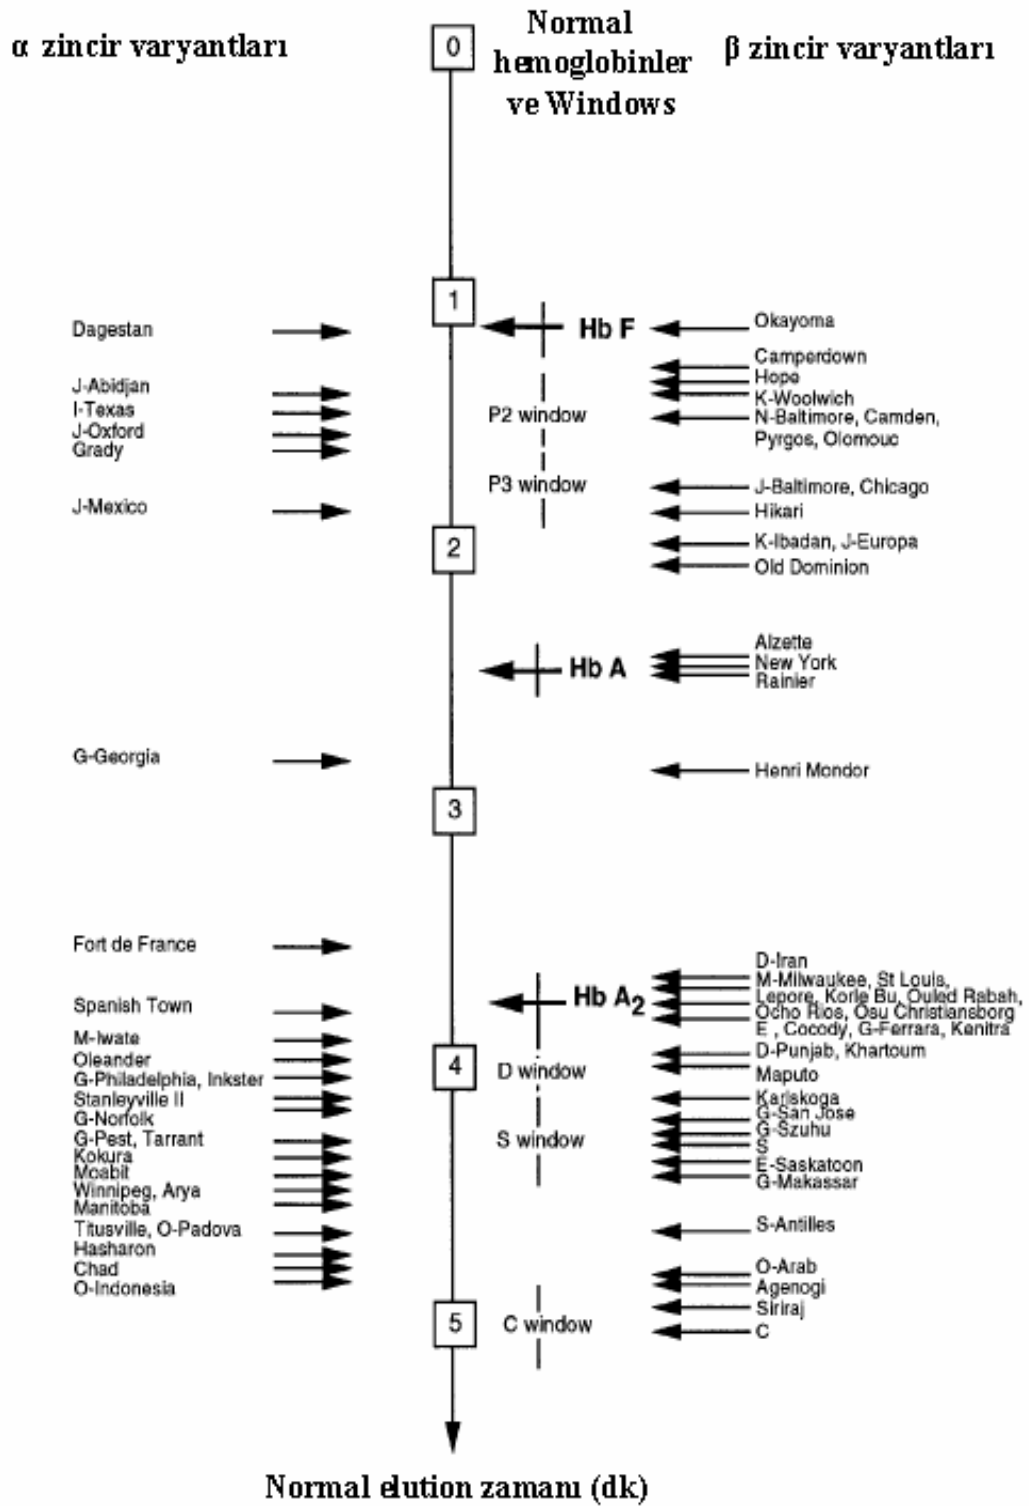 α zincir varyantları
0
Normal
hemoglobinler
ve Windows
β zincir varyantları
1
Dagestan
J-Abidjan
I-Texas
J-Oxford
Grady
J-Mexico
2
G-Georgia
3
Fort de France
Spanish Town
M-Iwate
Oleander
G-Philadelphia, Inkster
Stanleyville II
G-Norfolk
G-Pest, Tarrant
Kokura
Moabit
Winnipeg, Arya
Manitoba
Titusville, O-Padova
Hasharon
Chad
O-Indonesia
4
5
Hb F
P2 window
P3 window
Hb A
Hb A2
D window
S window
C window
Okayoma
Camperdown
Hope
K-Woolwich
N-Baltimore, Camden,
Pyrgos, Olomouc
J-Baltimore, Chicago
Hikari
K-Ibadan, J-Europa
Old Dominion
Alzette
New York
Rainier
Henri Mondor
D-Iran
M-Milwaukee, St Louis,
Lepore, Korle Bu, Ouled Rabah,
Ocho Rios, Osu Christiansborg
E , Cocody, G-Ferrara, Kenitra
D-Punjab, Khartoum
Maputo
Karlskoga
G-San Jose
G-Szuhu
S
E-Saskatoon
G-Makassar
S-Antilles
O-Arab
Agenogi
Siriraj
C
Normal elution zamanı (dk)